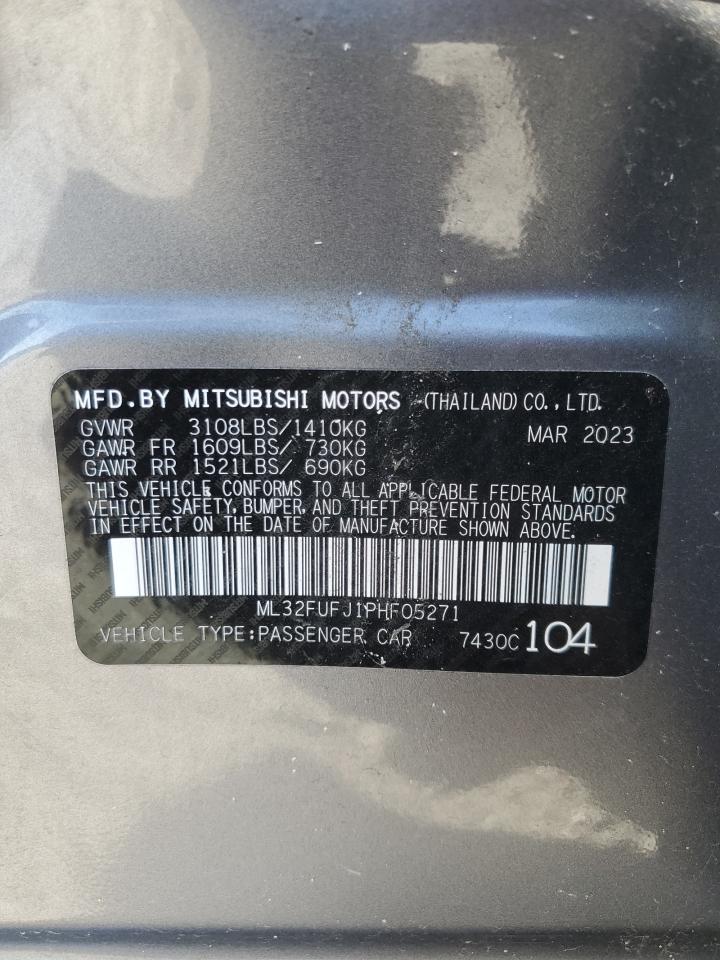 MFD.BY MITSUBISHI MOTORS (THAILAND) CO., LTD.
GVWR 3108LBS/1410KG MAR 2023
GAWR FR 1609LBS/ 730KG
GAWR RR 1521LBS/ 690KG
THIS VEHICLE CONFORMS TO ALL APPLICABLE FEDERAL MOTOR
VEHICLE SAFETY, BUMPER, AND THEFT PREVENTION STANDARDS
IN EFFECT ON THE DATE OF MANUFACTURE SHOWN ABOVE.
ML32FUFJ1PHF05271
VEHICLE TYPE:PASSENGER CAR 7430C 104